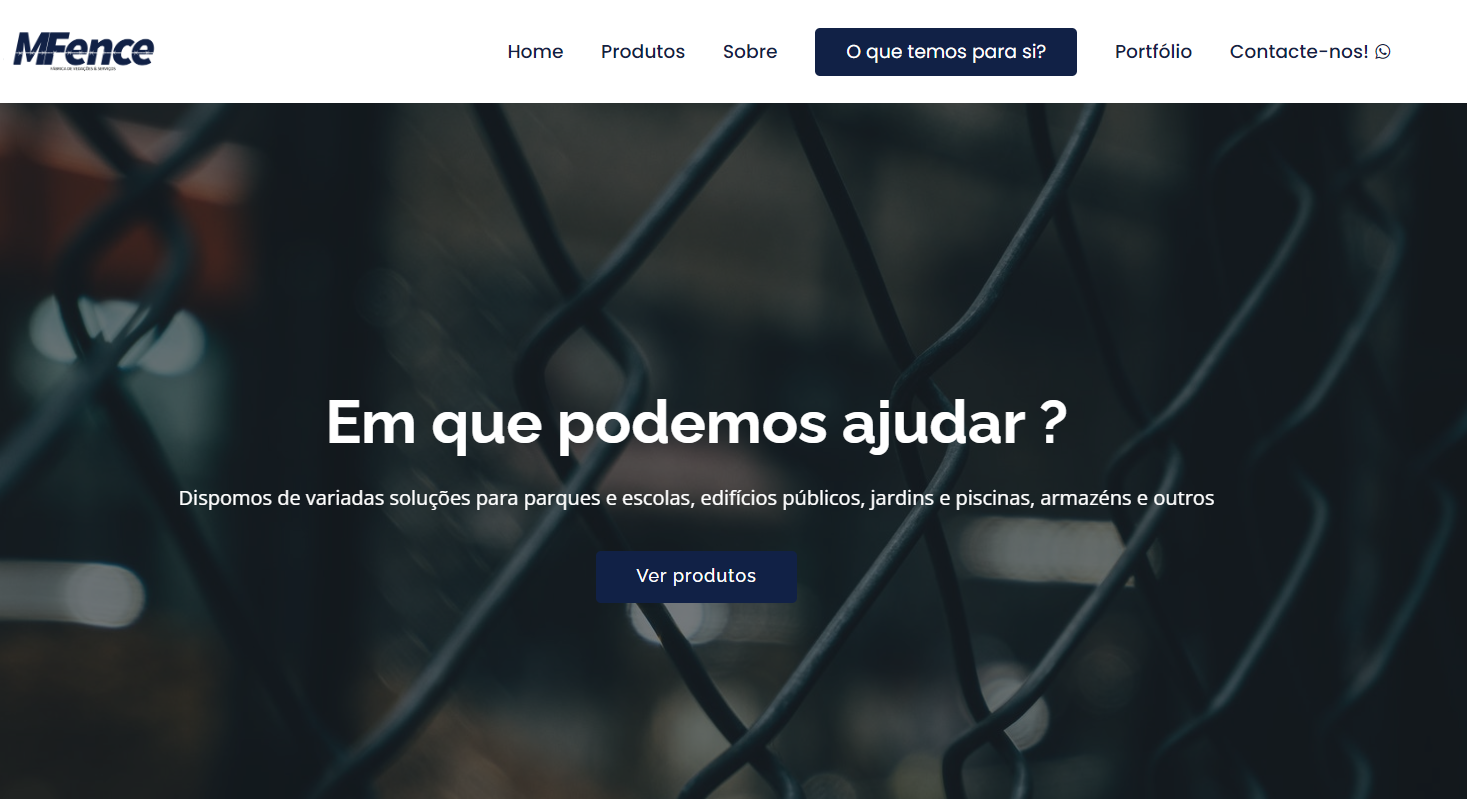 MFence
FÁBRICA DE VEDAÇÕES & SERVIÇOS
Home
Produtos
Sobre
O que temos para si?
Portfólio
Contacte-nos!
Em que podemos ajudar ?
Dispomos de variadas soluções para parques e escolas, edifícios públicos, jardins e piscinas, armazéns e outros
Ver produtos